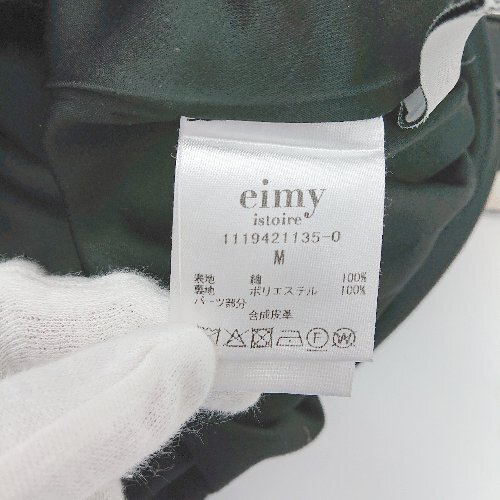 eimy
istoire
1119421135-0
M
表地 綿 100%
裏地 ポリエステル 100%
パーツ部分
合成皮革
F W